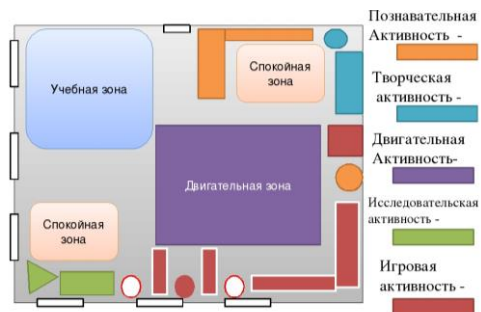 Учебная зона
Спокойная
зона
Двигательная зона
Спокойная
зона
Познавательная
Активность -
Творческая
активность -
Двигательная
Активность-
Исследовательская
активность -
Игровая
активность -